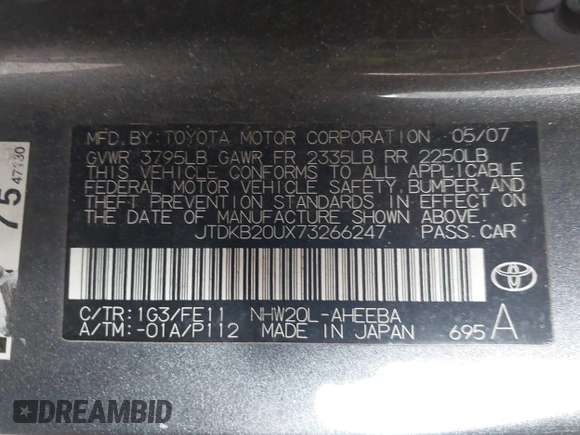 MFD. BY: TOYOTA MOTOR CORPORATION 05/07
GVWR 3795LB GAWR FR 2335LB RR 2250LB
THIS VEHICLE CONFORMS TO ALL APPLICABLE
FEDERAL MOTOR VEHICLE SAFETY, BUMPER, AND
THEFT PREVENTION STANDARDS IN EFFECT ON
THE DATE OF MANUFACTURE SHOWN ABOVE.
JTDKB20UX73266247 PASS. CAR
C/TR: 1G3/FE11 NHW20L-AHEEBA
A/TM: -01A/P112 MADE IN JAPAN 695 A
75
47130
DREAMBID